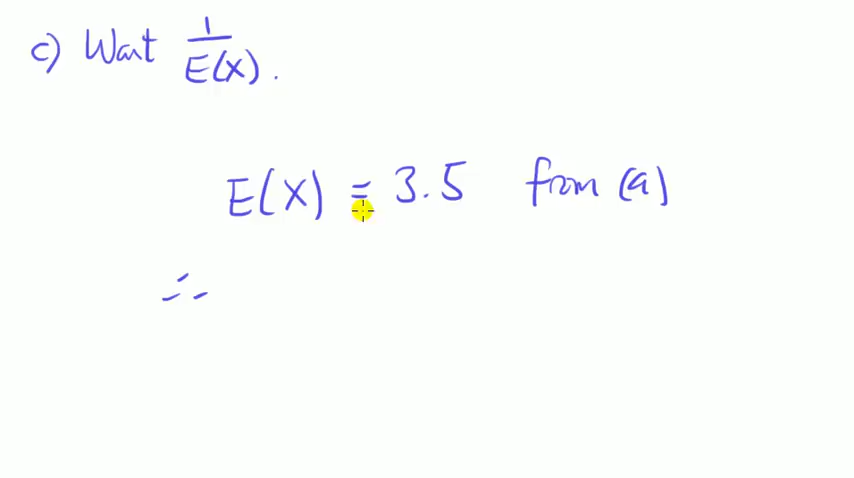 c) Want 1/E(X).
E(X) = 3.5 from (a)
∴